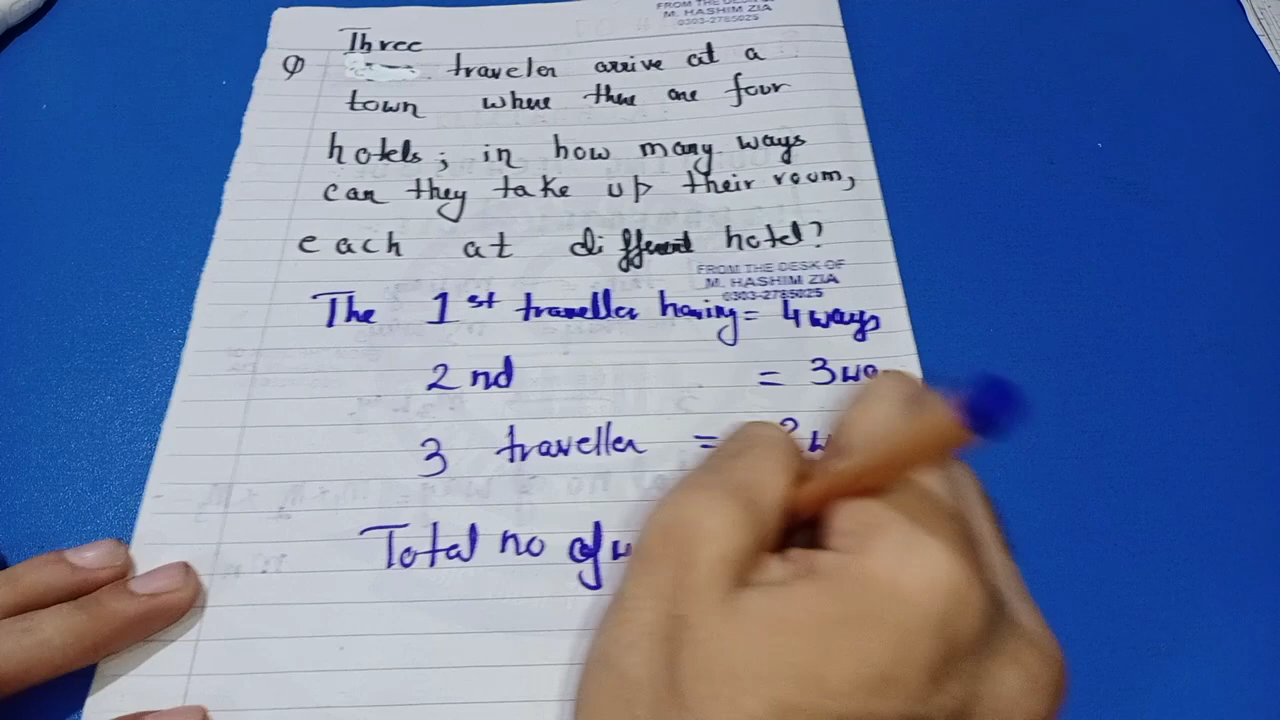 FROM THE DESK OF
M. HASHIM ZIA
0303-2785025
Three
Q traveler arrive at a
town where there are four
hotels; in how many ways
can they take up their room,
each at different hotel?
FROM THE DESK OF
M. HASHIM ZIA
0303-2785025
The 1st traveller having = 4 ways
2nd = 3
3 traveller = 2
Total no of